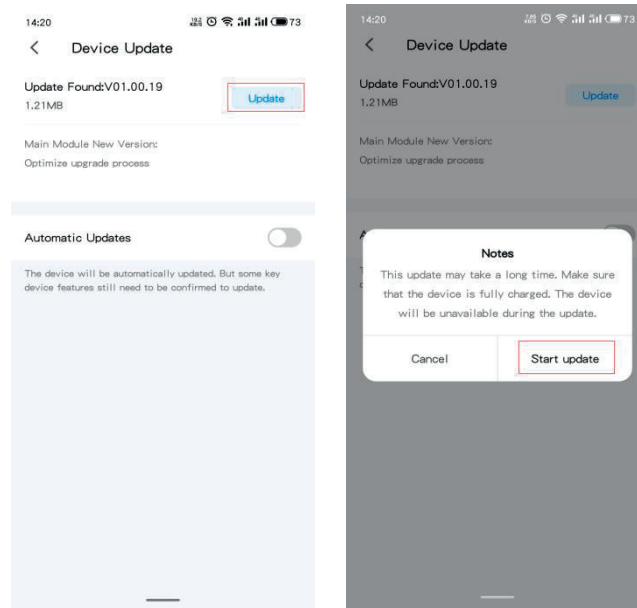 14:20
73
Device Update
Update Found:V01.00.19
1.21MB
Update
Main Module New Version:
Optimize upgrade process
Automatic Updates
The device will be automatically updated. But some key
device features still need to be confirmed to update.
14:20
73
Device Update
Update Found:V01.00.19
1.21MB
Update
Main Module New Version:
Optimize upgrade process
Notes
This update may take a long time. Make sure
that the device is fully charged. The device
will be unavailable during the update.
Cancel
Start update